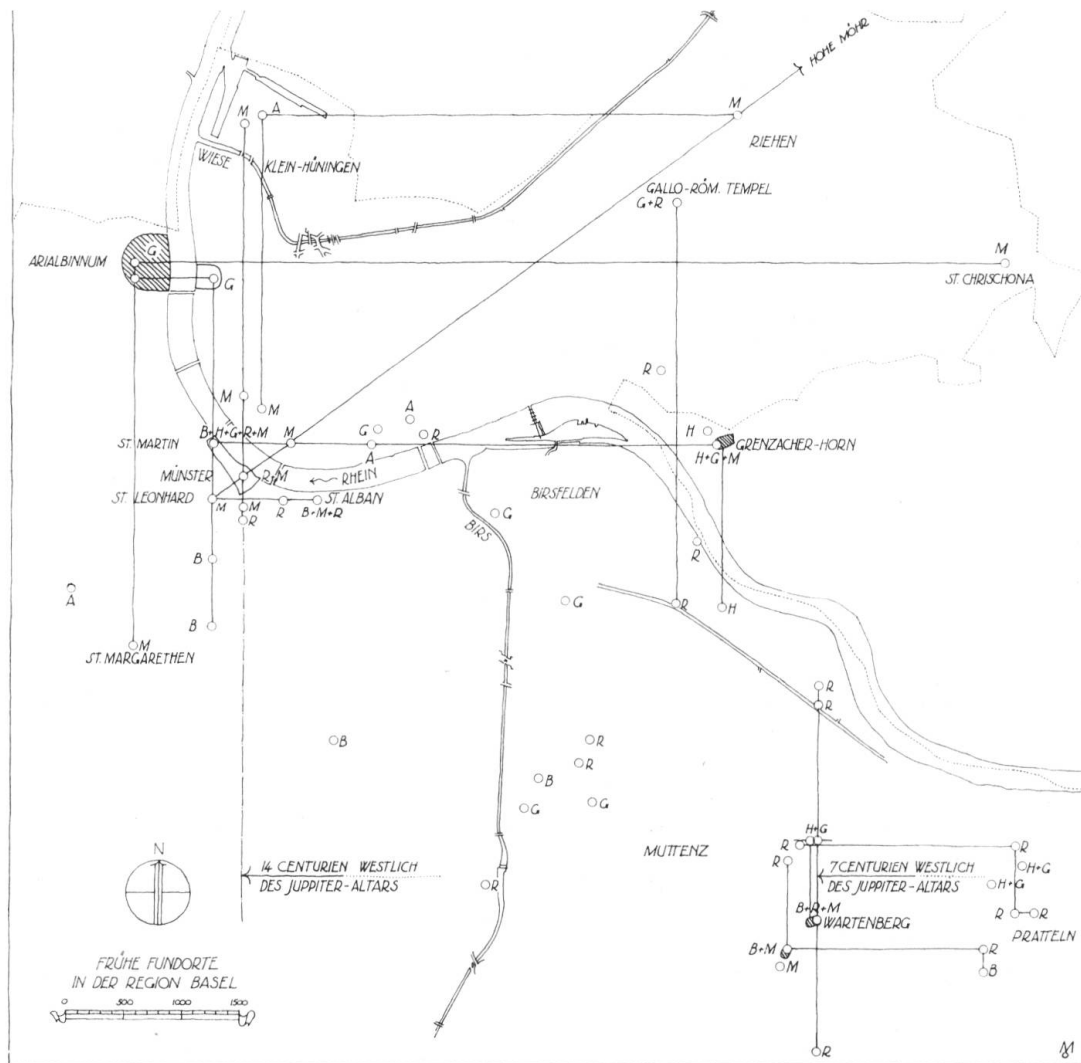 HOHE MÖHR
M
A
M
RIEHEN
WIESE
KLEIN-HÜNINGEN
GALLO-RÖM. TEMPEL
G+R
ARIALBINNUM
G
M
G
ST. CHRISCHONA
R
M
M
A
G
R
H
ST. MARTIN
B+H+G+R+M
M
A
GRENZACHER-HORN
H+G+M
MÜNSTER
R+M
RHEIN
ST. LEONHARD
M
M
R
ST. ALBAN
B+M+R
R
BIRSFELDEN
BIRS
G
R
B
A
G
R
H
B
M
ST. MARGARETHEN
R
R
B
R
R
B
G
G
H+G
R
R
MUTTENZ
R
H+G
N
14 CENTURIEN WESTLICH
DES JUPPITER-ALTARS
7 CENTURIEN WESTLICH
DES JUPPITER-ALTARS
R
H+G
B+R+M
WARTENBERG
R
R
PRATTELN
B+M
R
M
B
FRÜHE FUNDORTE
IN DER REGION BASEL
0 500 1000 1500
R